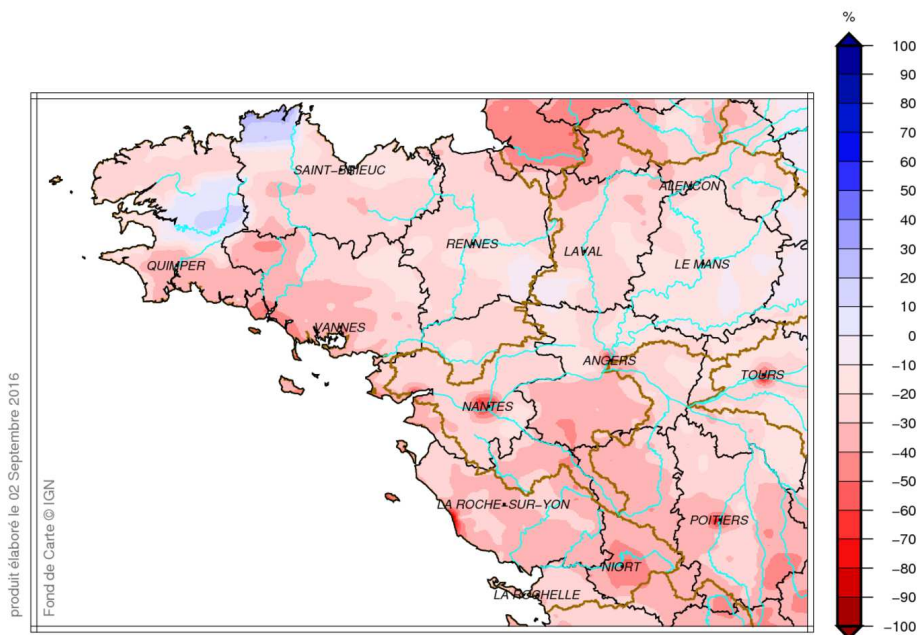 %
100
90
80
70
60
50
40
30
20
10
0
−10
−20
−30
−40
−50
−60
−70
−80
−90
−100
SAINT−BRIEUC
ALENCON
RENNES
LAVAL
LE MANS
QUIMPER
VANNES
ANGERS
TOURS
NANTES
LA ROCHE−SUR−YON
POITIERS
NIORT
LA ROCHELLE
produit élaboré le 02 Septembre 2016
Fond de Carte © IGN